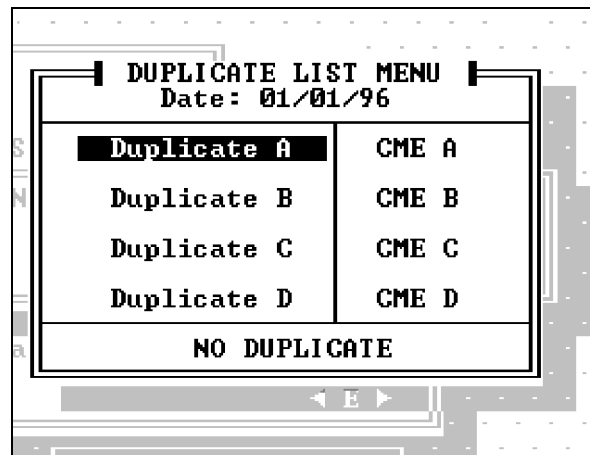 DUPLICATE LIST MENU
Date: 01/01/96
Duplicate A CME A
Duplicate B CME B
Duplicate C CME C
Duplicate D CME D
NO DUPLICATE
◄ E ►